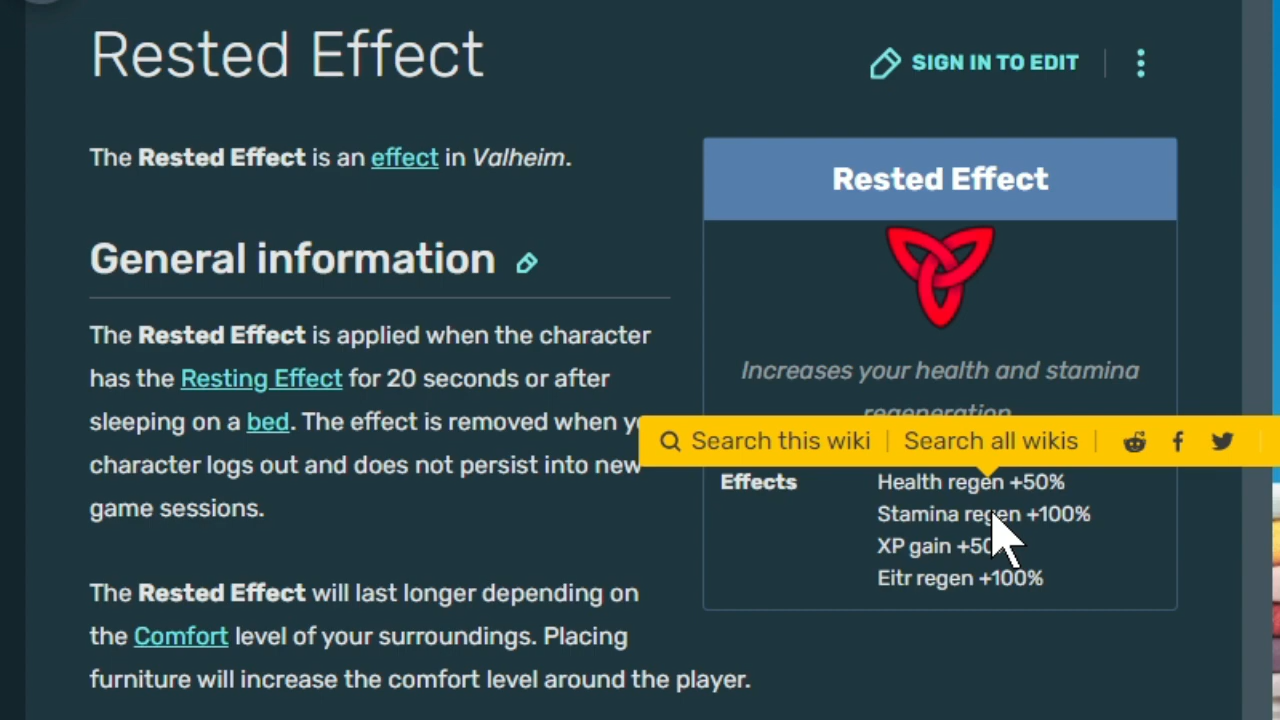 Rested Effect
SIGN IN TO EDIT
The Rested Effect is an effect in Valheim.
Rested Effect
General information
The Rested Effect is applied when the character
has the Resting Effect for 20 seconds or after
sleeping on a bed. The effect is removed when
character logs out and does not persist into new
game sessions.
Increases your health and stamina
regeneration
Search this wiki
Search all wikis
Effects
Health regen +50%
Stamina regen +100%
XP gain
Eitr regen +100%
The Rested Effect will last longer depending on
the Comfort level of your surroundings. Placing
furniture will increase the comfort level around the player.